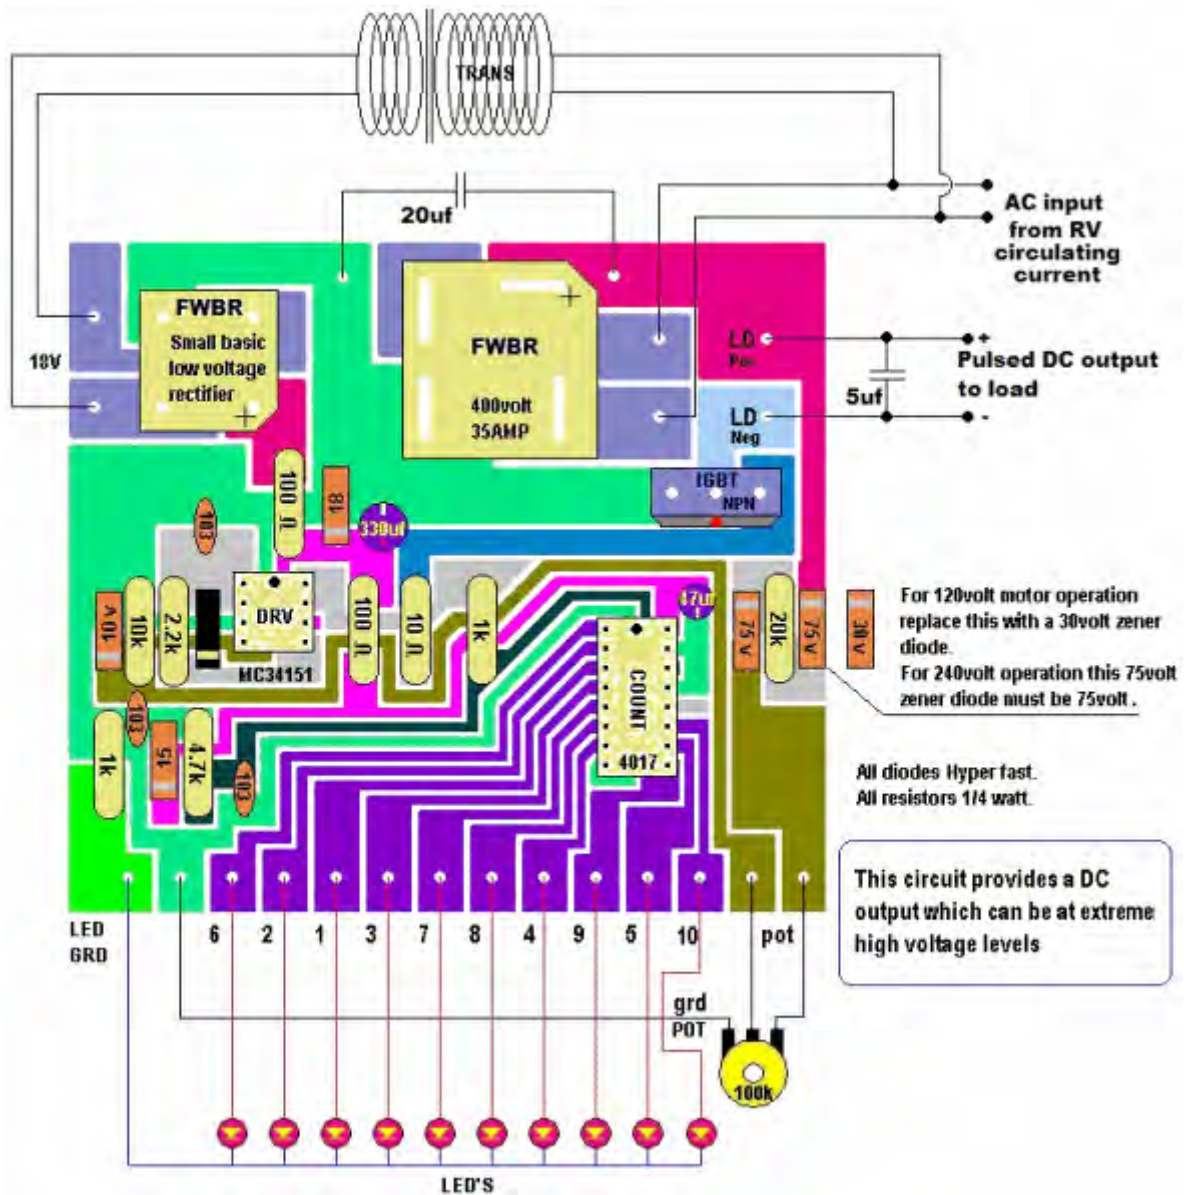 TRANS
20uf
AC input
from RV
circulating
current
FWBR
Small basic
low voltage
rectifier
18V
FWBR
400volt
35AMP
LD
Pos
LD
Neg
5uf
+
Pulsed DC output
to load
-
IGBT
NPN
100 Ω
18
330uf
103
10k
2.2k
DRV
MC34151
100 Ω
10 Ω
1k
47uf
75 v
20k
75 v
30v
For 120volt motor operation
replace this with a 30volt zener
diode.
For 240volt operation this 75volt
zener diode must be 75volt .
COUNT
4017
103
1k
15
4.7k
103
All diodes Hyper fast.
All resistors 1/4 watt.
This circuit provides a DC
output which can be at extreme
high voltage levels
LED
GRD
6 2 1 3 7 8 4 9 5 10 pot
grd
POT
100k
LED'S